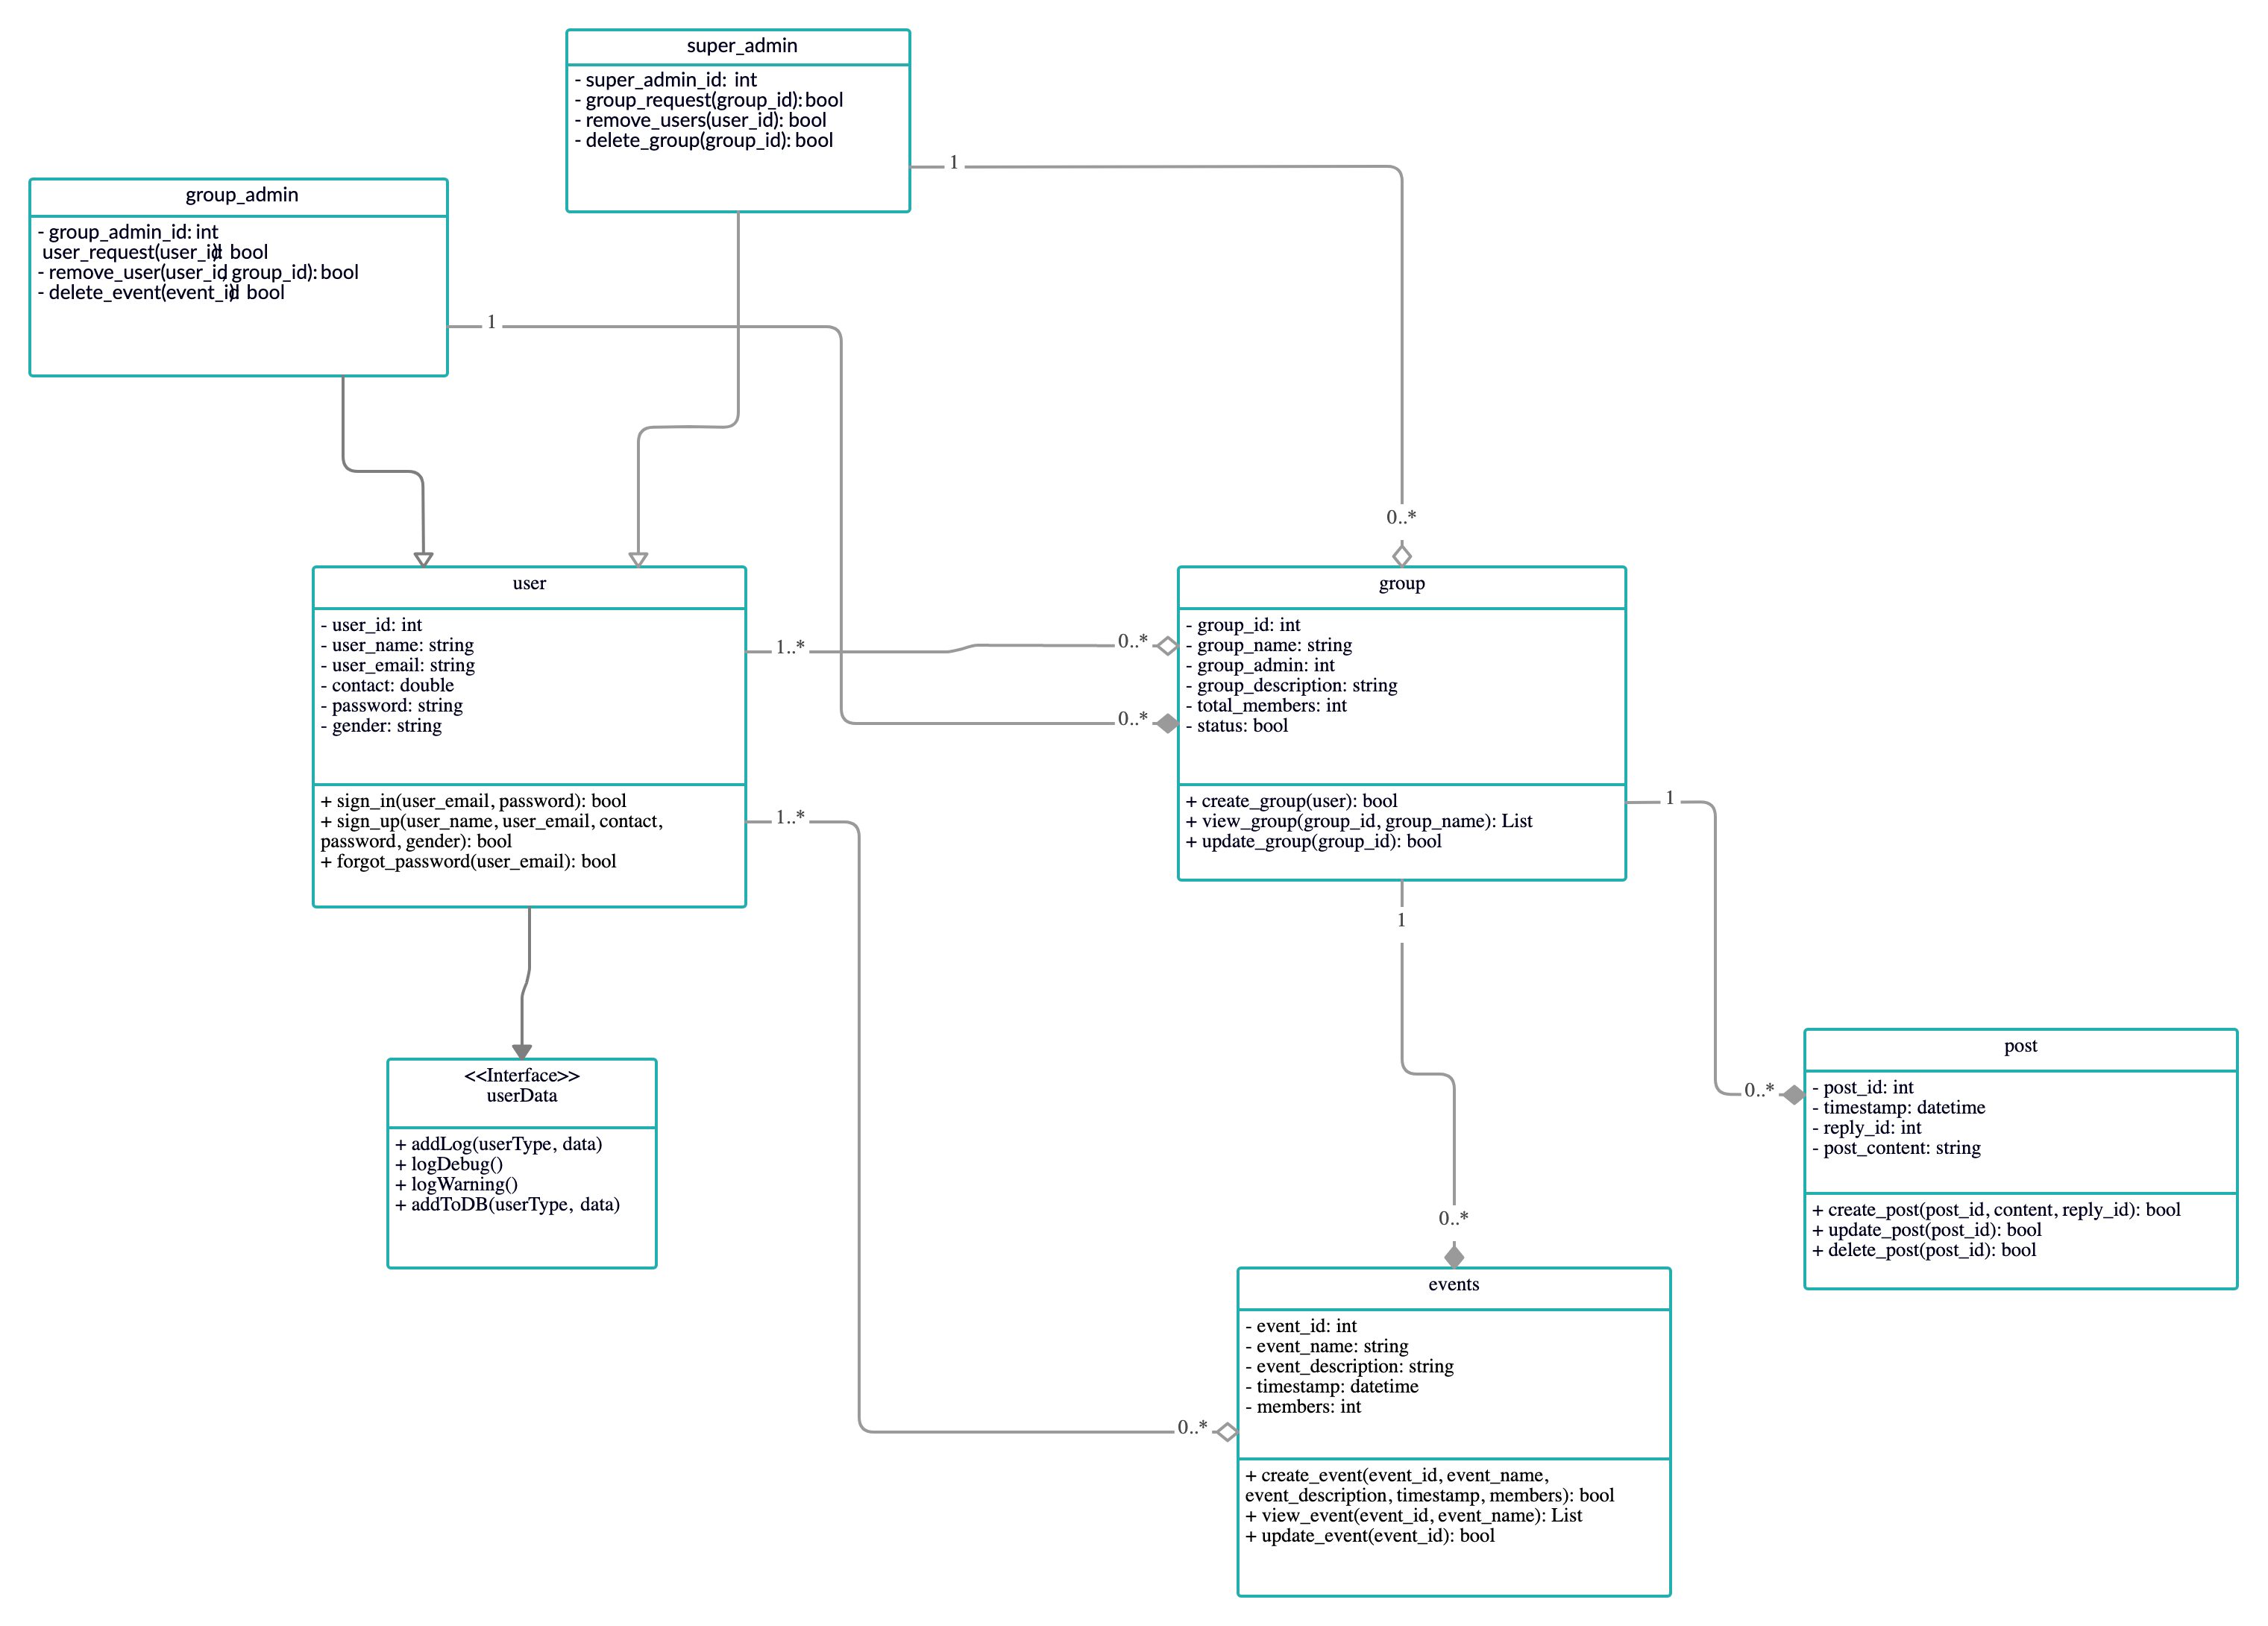 super_admin
- super_admin_id: int
- group_request(group_id): bool
- remove_users(user_id): bool
- delete_group(group_id): bool
1
group_admin
- group_admin_id: int
user_request(user_id): bool
- remove_user(user_id, group_id): bool
- delete_event(event_id): bool
1
0..*
user
- user_id: int
- user_name: string
- user_email: string
- contact: double
- password: string
- gender: string
+ sign_in(user_email, password): bool
+ sign_up(user_name, user_email, contact,
password, gender): bool
+ forgot_password(user_email): bool
1..*
0..*
0..*
1..*
group
- group_id: int
- group_name: string
- group_admin: int
- group_description: string
- total_members: int
- status: bool
+ create_group(user): bool
+ view_group(group_id, group_name): List
+ update_group(group_id): bool
1
1
<<Interface>>
userData
+ addLog(userType, data)
+ logDebug()
+ logWarning()
+ addToDB(userType, data)
0..*
post
- post_id: int
- timestamp: datetime
- reply_id: int
- post_content: string
+ create_post(post_id, content, reply_id): bool
+ update_post(post_id): bool
+ delete_post(post_id): bool
0..*
0..*
events
- event_id: int
- event_name: string
- event_description: string
- timestamp: datetime
- members: int
+ create_event(event_id, event_name,
event_description, timestamp, members): bool
+ view_event(event_id, event_name): List
+ update_event(event_id): bool